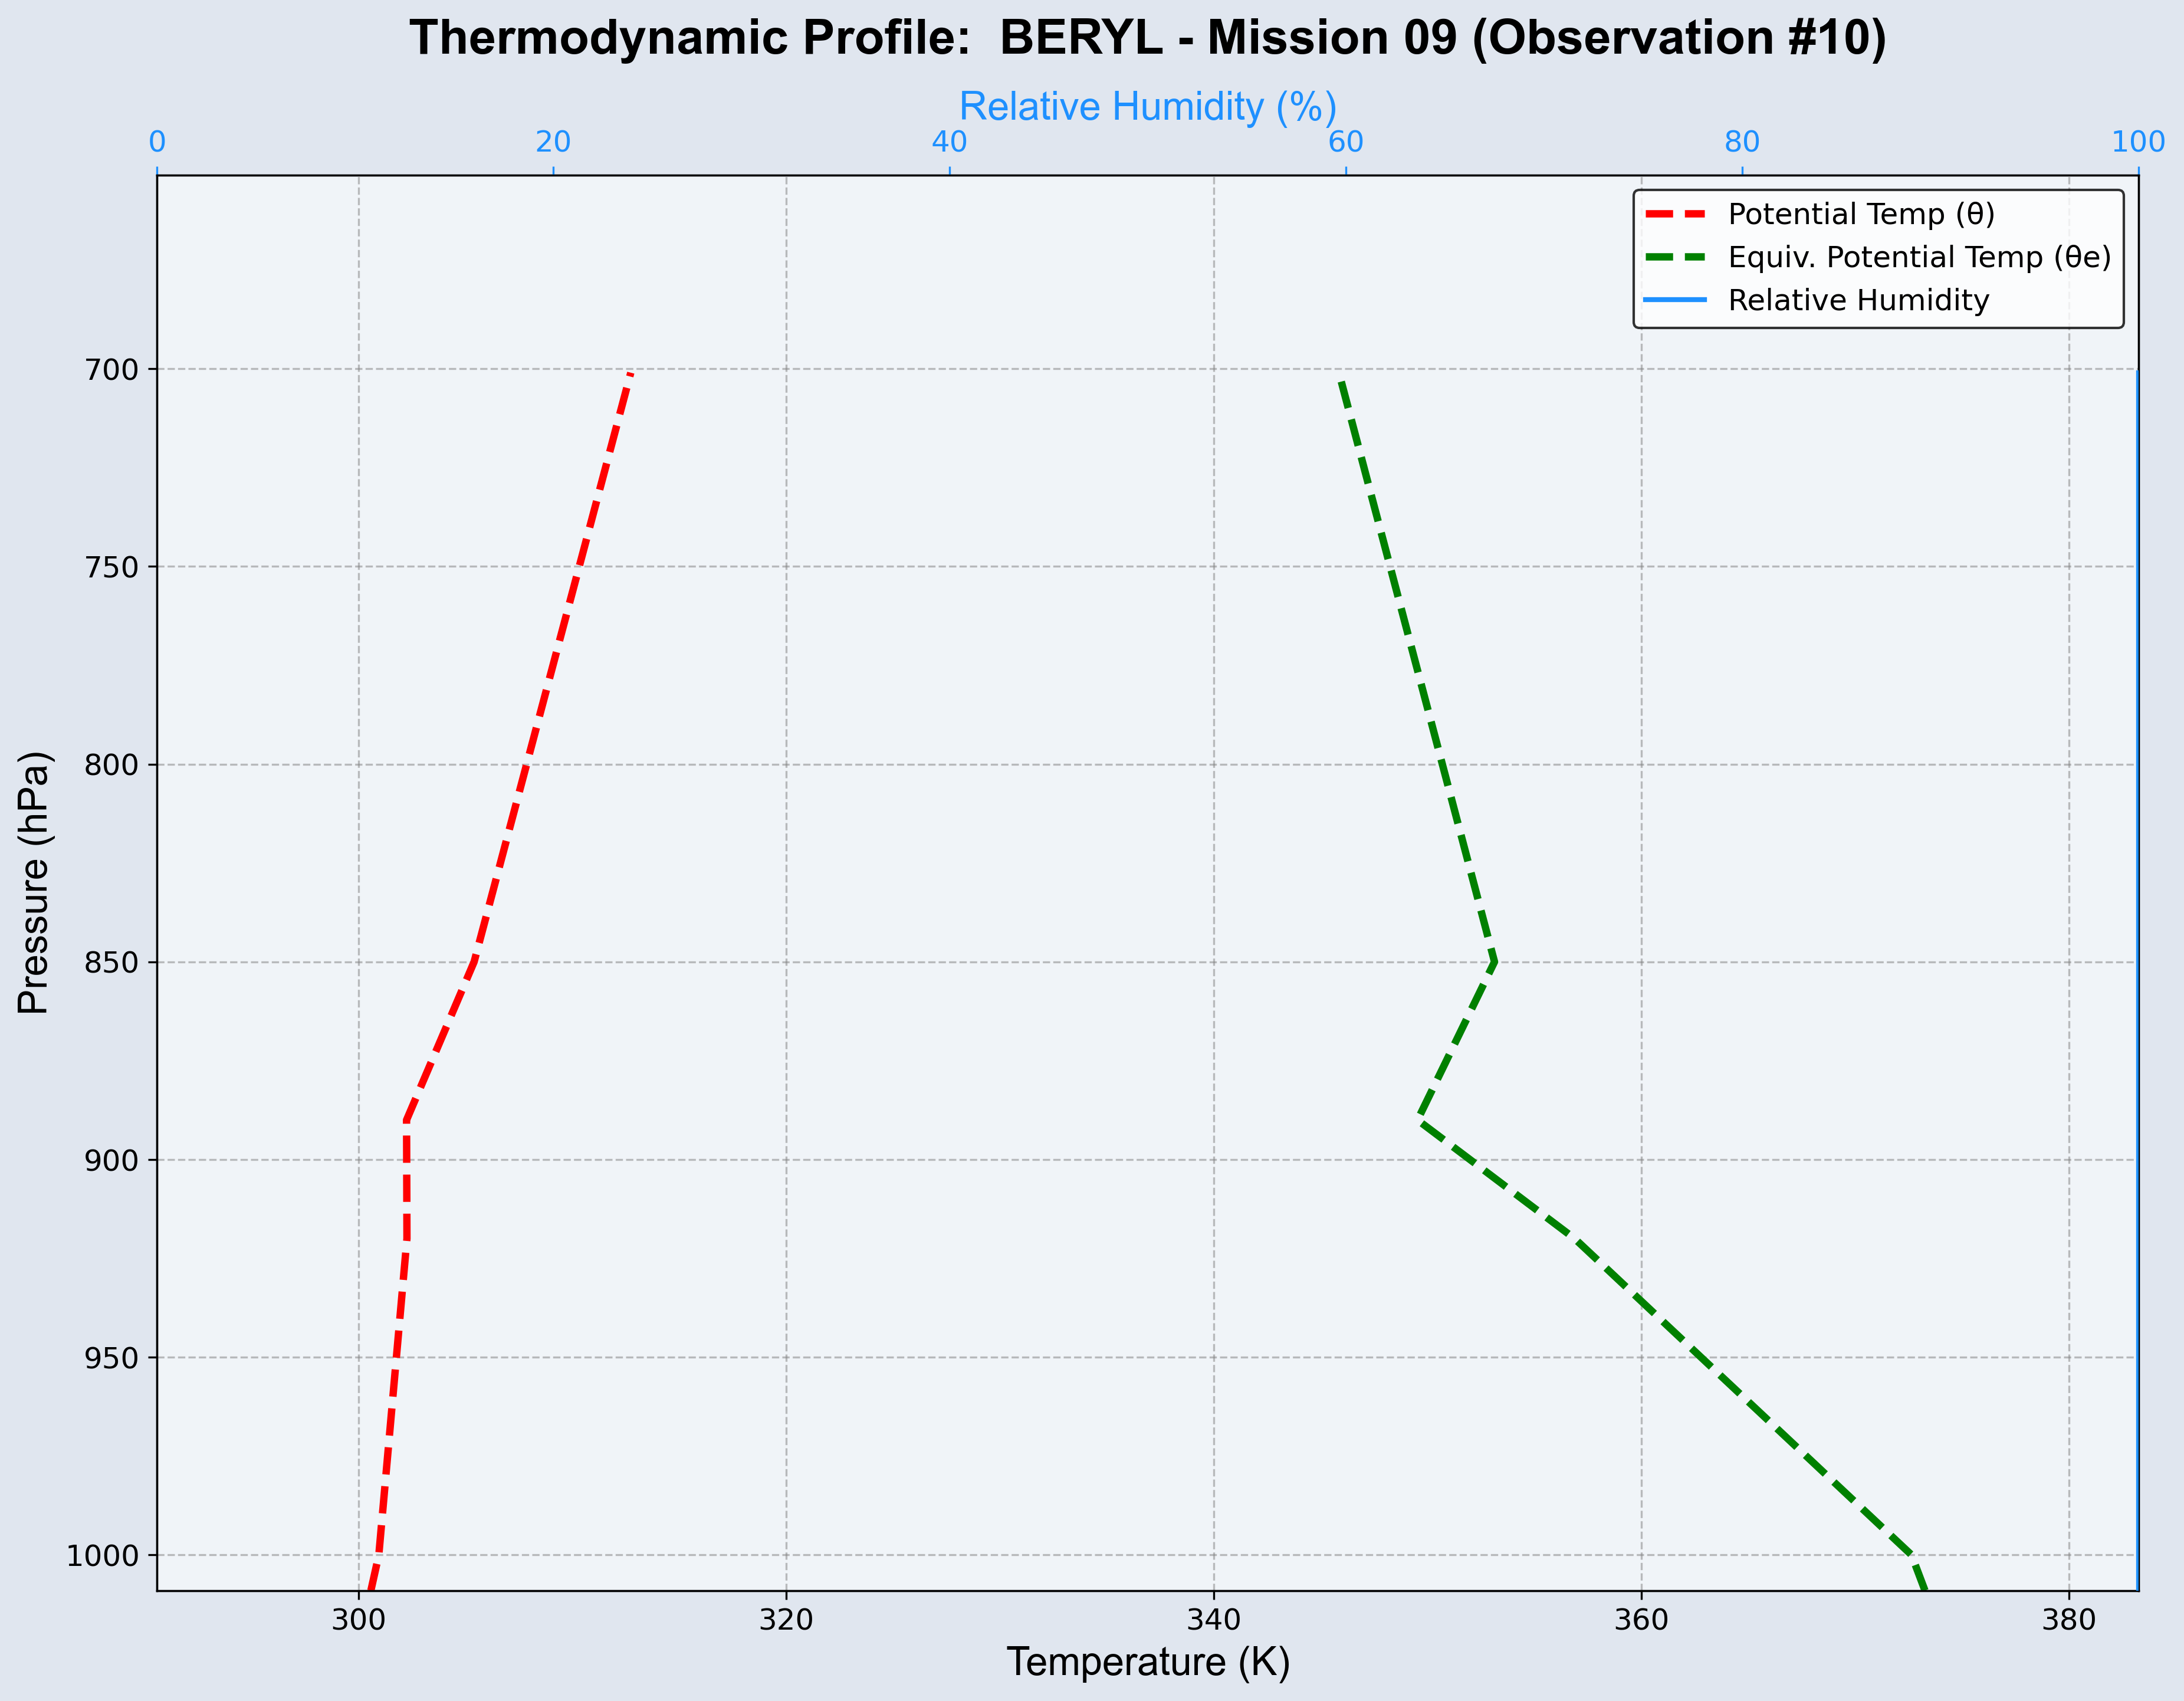 Thermodynamic Profile:  BERYL - Mission 09 (Observation #10)
Relative Humidity (%)
0 20 40 60 80 100
Potential Temp (θ)
Equiv. Potential Temp (θe)
Relative Humidity
700
750
800
850
900
950
1000
Pressure (hPa)
300 320 340 360 380
Temperature (K)